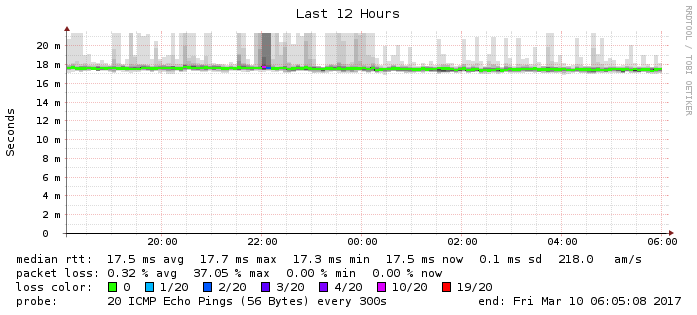 Last 12 Hours
RRDTOOL / TOBI OETIKER
Seconds
20 m
18 m
16 m
14 m
12 m
10 m
8 m
6 m
4 m
2 m
0
20:00 22:00 00:00 02:00 04:00 06:00
median rtt: 17.5 ms avg 17.7 ms max 17.3 ms min 17.5 ms now 0.1 ms sd 218.0 am/s
packet loss: 0.32 % avg 37.05 % max 0.00 % min 0.00 % now
loss color: 0 1/20 2/20 3/20 4/20 10/20 19/20
probe: 20 ICMP Echo Pings (56 Bytes) every 300s end: Fri Mar 10 06:05:08 2017